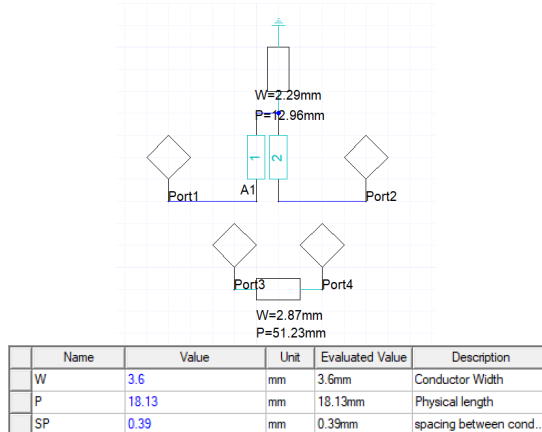 W=2.29mm
P=12.96mm
1 2
A1
Port1 Port2
Port3 Port4
W=2.87mm
P=51.23mm
Name Value Unit Evaluated Value Description
W 3.6 mm 3.6mm Conductor Width
P 18.13 mm 18.13mm Physical length
SP 0.39 mm 0.39mm spacing between cond...